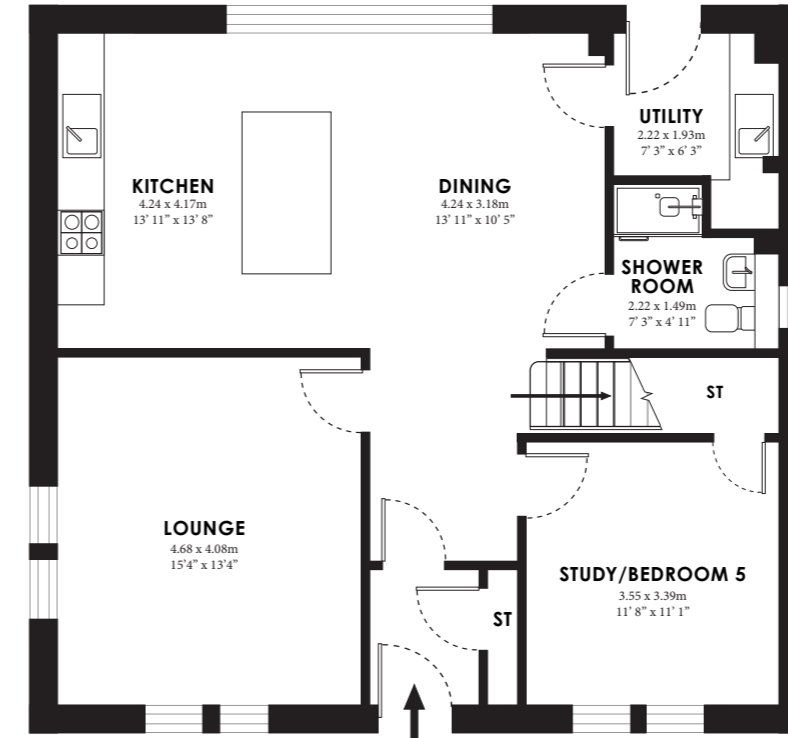 KITCHEN
4.24 x 4.17m
13' 11" x 13' 8"
DINING
4.24 x 3.18m
13' 11" x 10' 5"
UTILITY
2.22 x 1.93m
7' 3" x 6' 3"
SHOWER
ROOM
2.22 x 1.49m
7' 3" x 4' 11"
ST
LOUNGE
4.68 x 4.08m
15'4" x 13'4"
STUDY/BEDROOM 5
3.55 x 3.39m
11' 8" x 11' 1"
ST